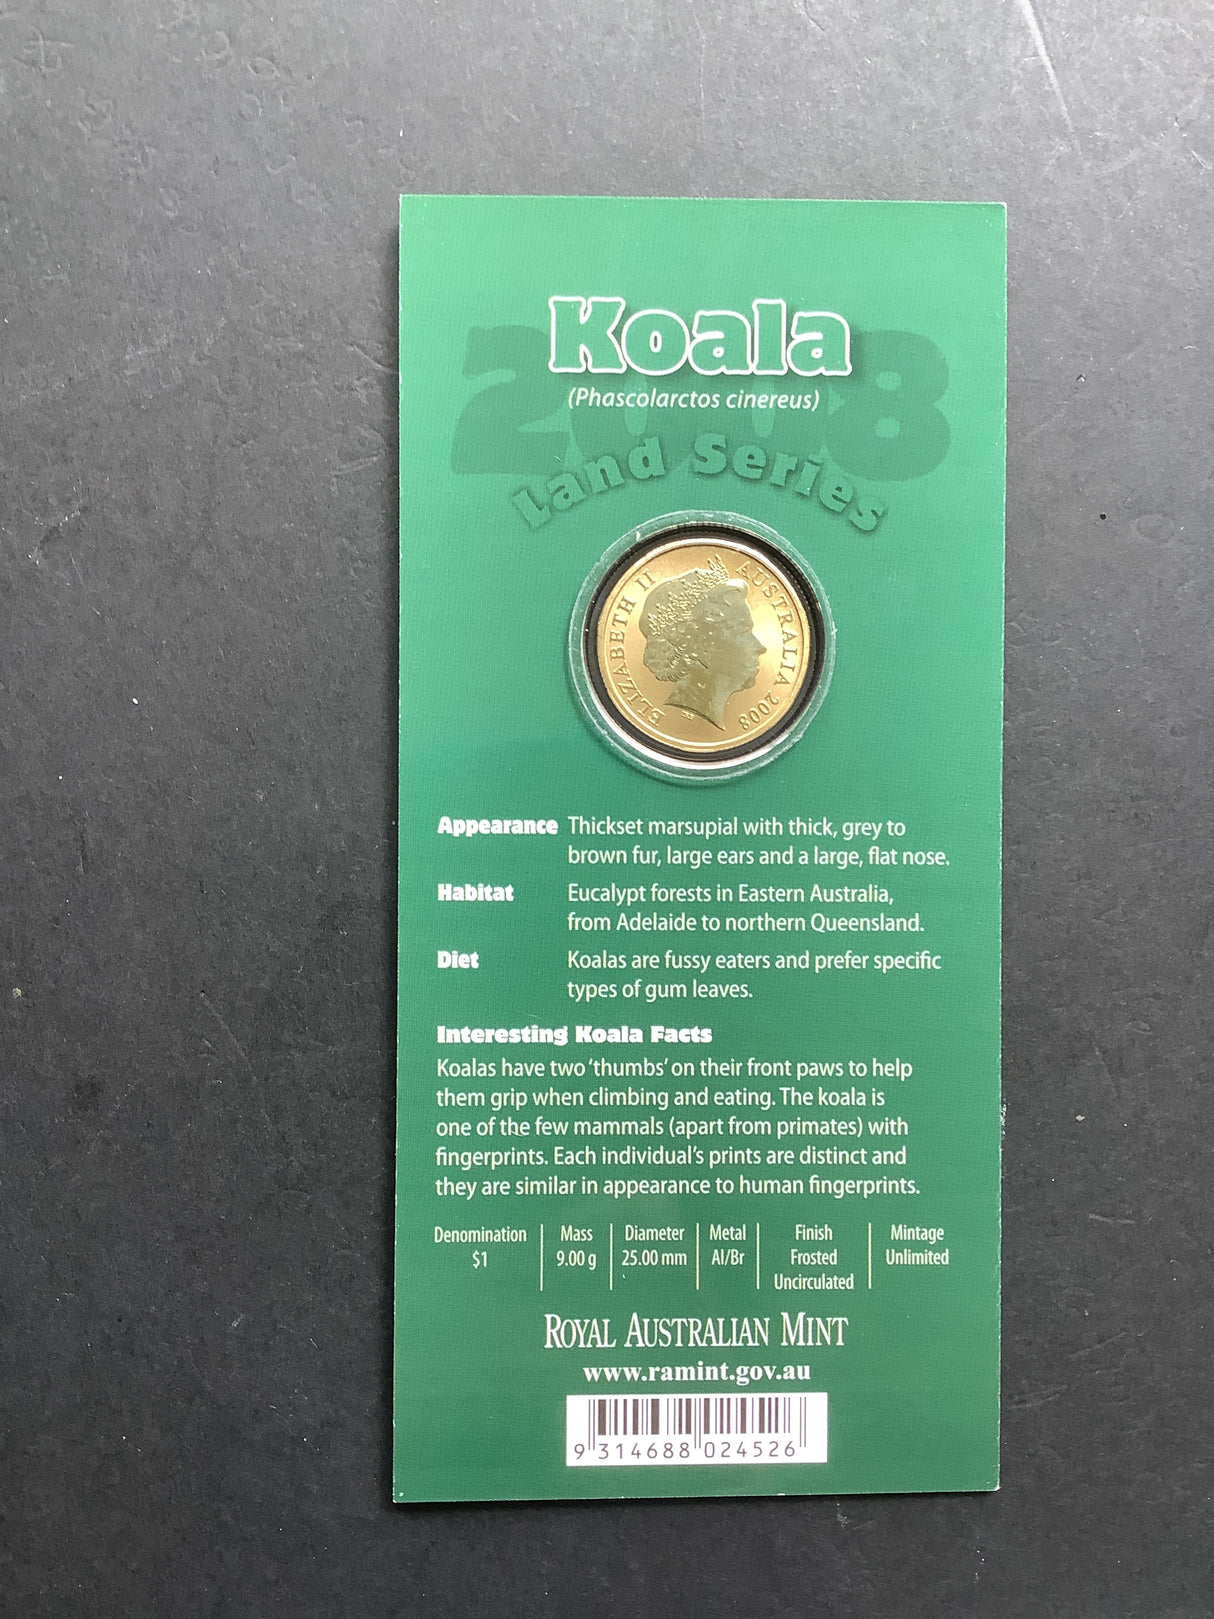 2008
Koala
(Phascolarctos cinereus)
Land Series
ELIZABETH II AUSTRALIA 2008
Appearance Thickset marsupial with thick, grey to
brown fur, large ears and a large, flat nose.
Habitat Eucalypt forests in Eastern Australia,
from Adelaide to northern Queensland.
Diet Koalas are fussy eaters and prefer specific
types of gum leaves.
Interesting Koala Facts
Koalas have two 'thumbs' on their front paws to help
them grip when climbing and eating. The koala is
one of the few mammals (apart from primates) with
fingerprints. Each individual's prints are distinct and
they are similar in appearance to human fingerprints.
Denomination Mass Diameter Metal Finish Mintage
$1 9.00 g 25.00 mm Al/Br Frosted Unlimited
Uncirculated
ROYAL AUSTRALIAN MINT
www.ramint.gov.au
9 314688 024526